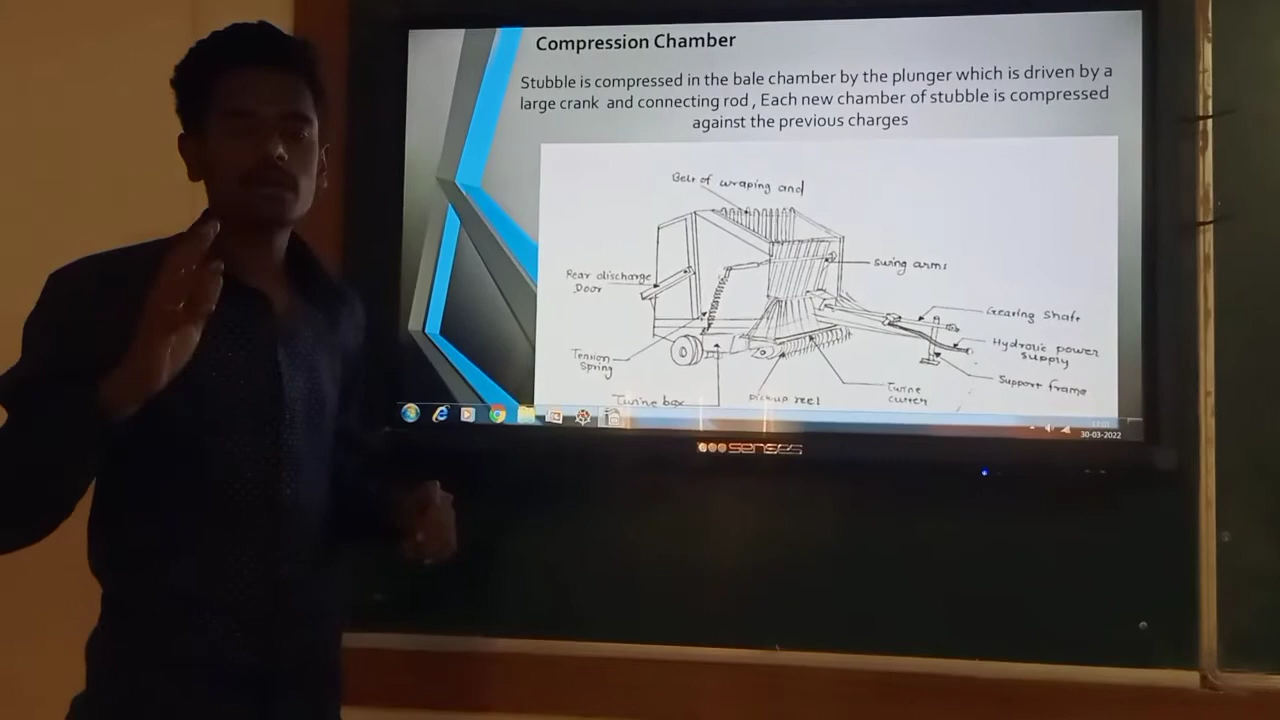 Compression Chamber
Stubble is compressed in the bale chamber by the plunger which is driven by a
large crank and connecting rod , Each new chamber of stubble is compressed
against the previous charges
Belt of wraping and
Rear discharge
Door
Swing arms
Gearing Shaft
Hydrolic power
supply
Tension
Spring
Support frame
Twine box
pickup reel
Twine
cutter
30-03-2022
senses